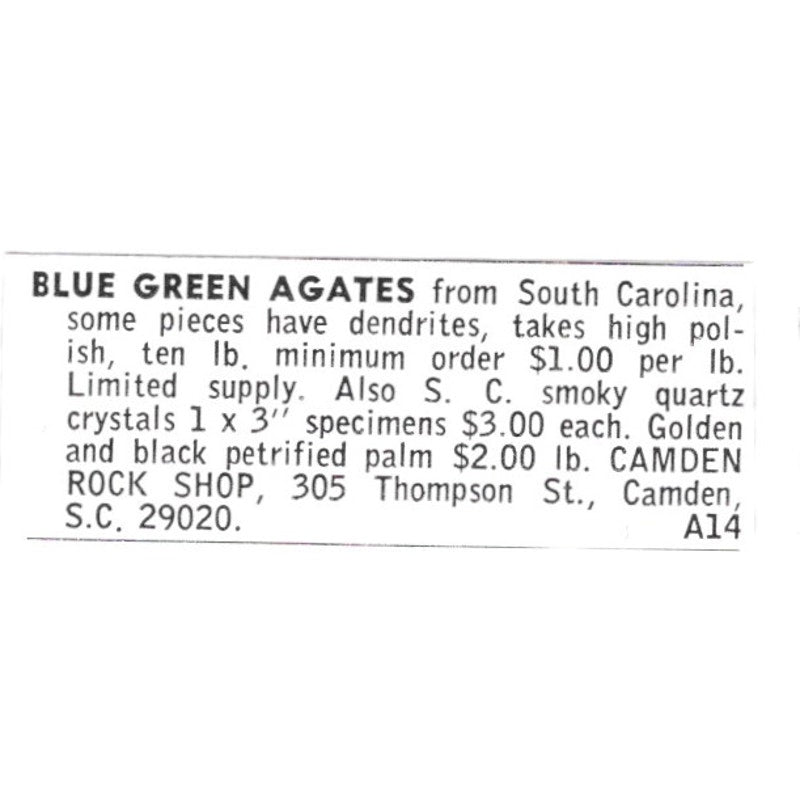 BLUE GREEN AGATES from South Carolina,
some pieces have dendrites, takes high pol-
ish, ten lb. minimum order $1.00 per lb.
Limited supply. Also S. C. smoky quartz
crystals 1 x 3″ specimens $3.00 each. Golden
and black petrified palm $2.00 lb. CAMDEN
ROCK SHOP, 305 Thompson St., Camden,
S.C. 29020. A14